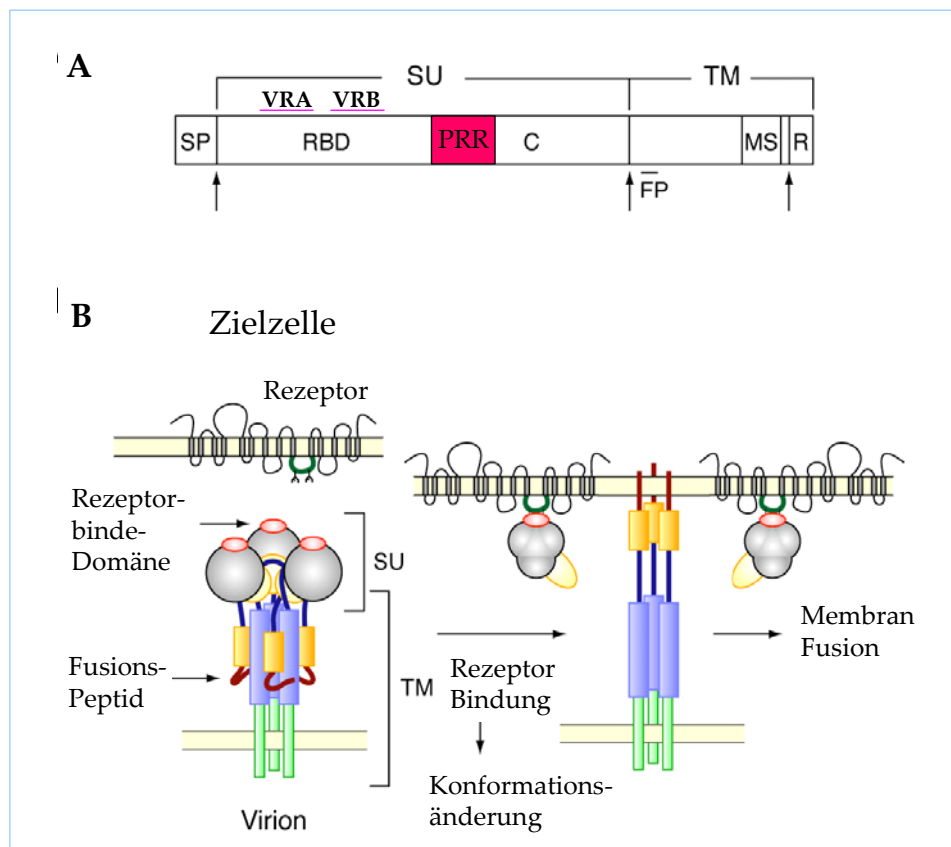 A
SU
TM
VRA
VRB
SP
RBD
PRR
C
MS
R
FP
B
Zielzelle
Rezeptor
Rezeptor-
binde-
Domäne
SU
Fusions-
Peptid
TM
Rezeptor
Bindung
Membran
Fusion
Konformations-
änderung
Virion